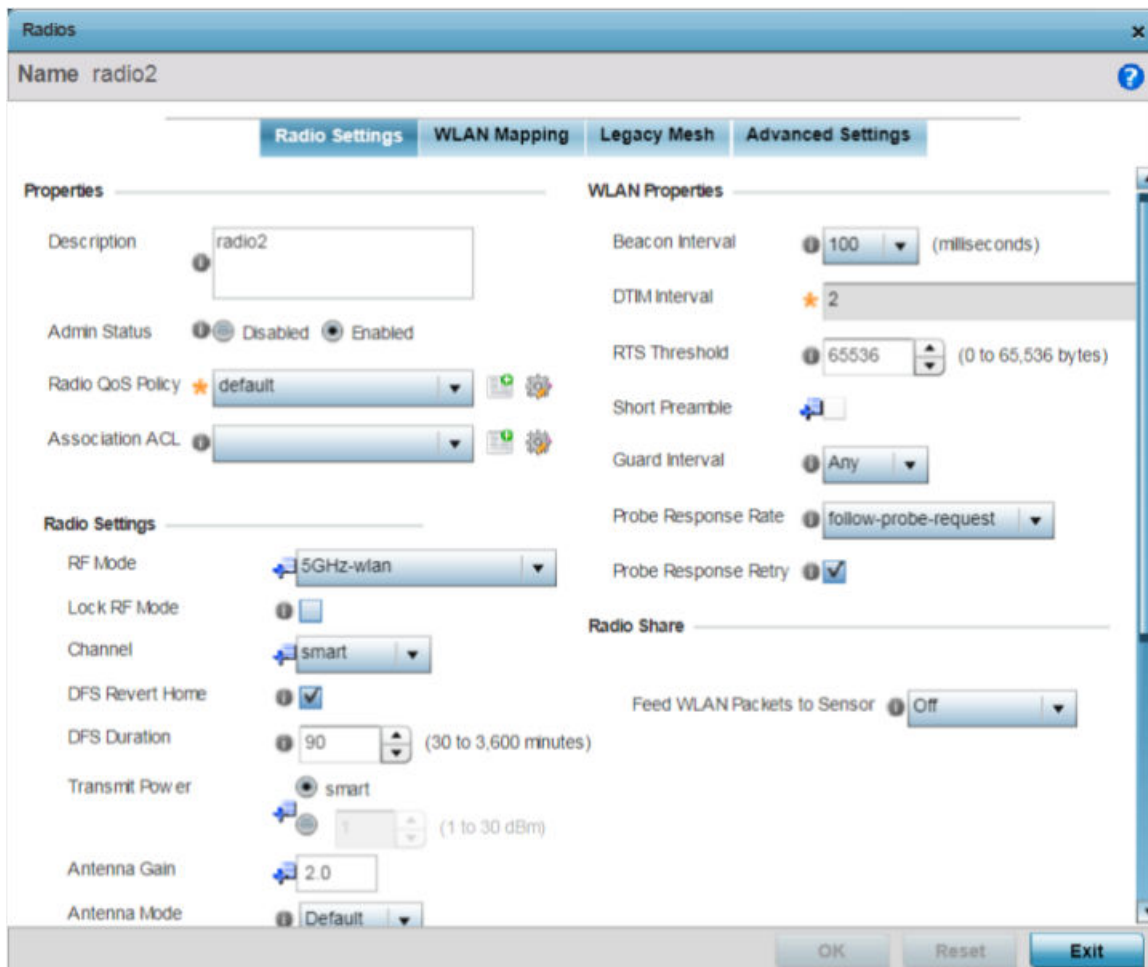 Radios
Name radio2
Radio Settings WLAN Mapping Legacy Mesh Advanced Settings
Properties
Description radio2
Admin Status Disabled Enabled
Radio QoS Policy default
Association ACL
Radio Settings
RF Mode 5GHz-wlan
Lock RF Mode
Channel smart
DFS Revert Home
DFS Duration 90 (30 to 3,600 minutes)
Transmit Power smart
1 (1 to 30 dBm)
Antenna Gain 2.0
Antenna Mode Default
WLAN Properties
Beacon Interval 100 (milliseconds)
DTIM Interval 2
RTS Threshold 65536 (0 to 65,536 bytes)
Short Preamble
Guard Interval Any
Probe Response Rate follow-probe-request
Probe Response Retry
Radio Share
Feed WLAN Packets to Sensor Off
OK Reset Exit